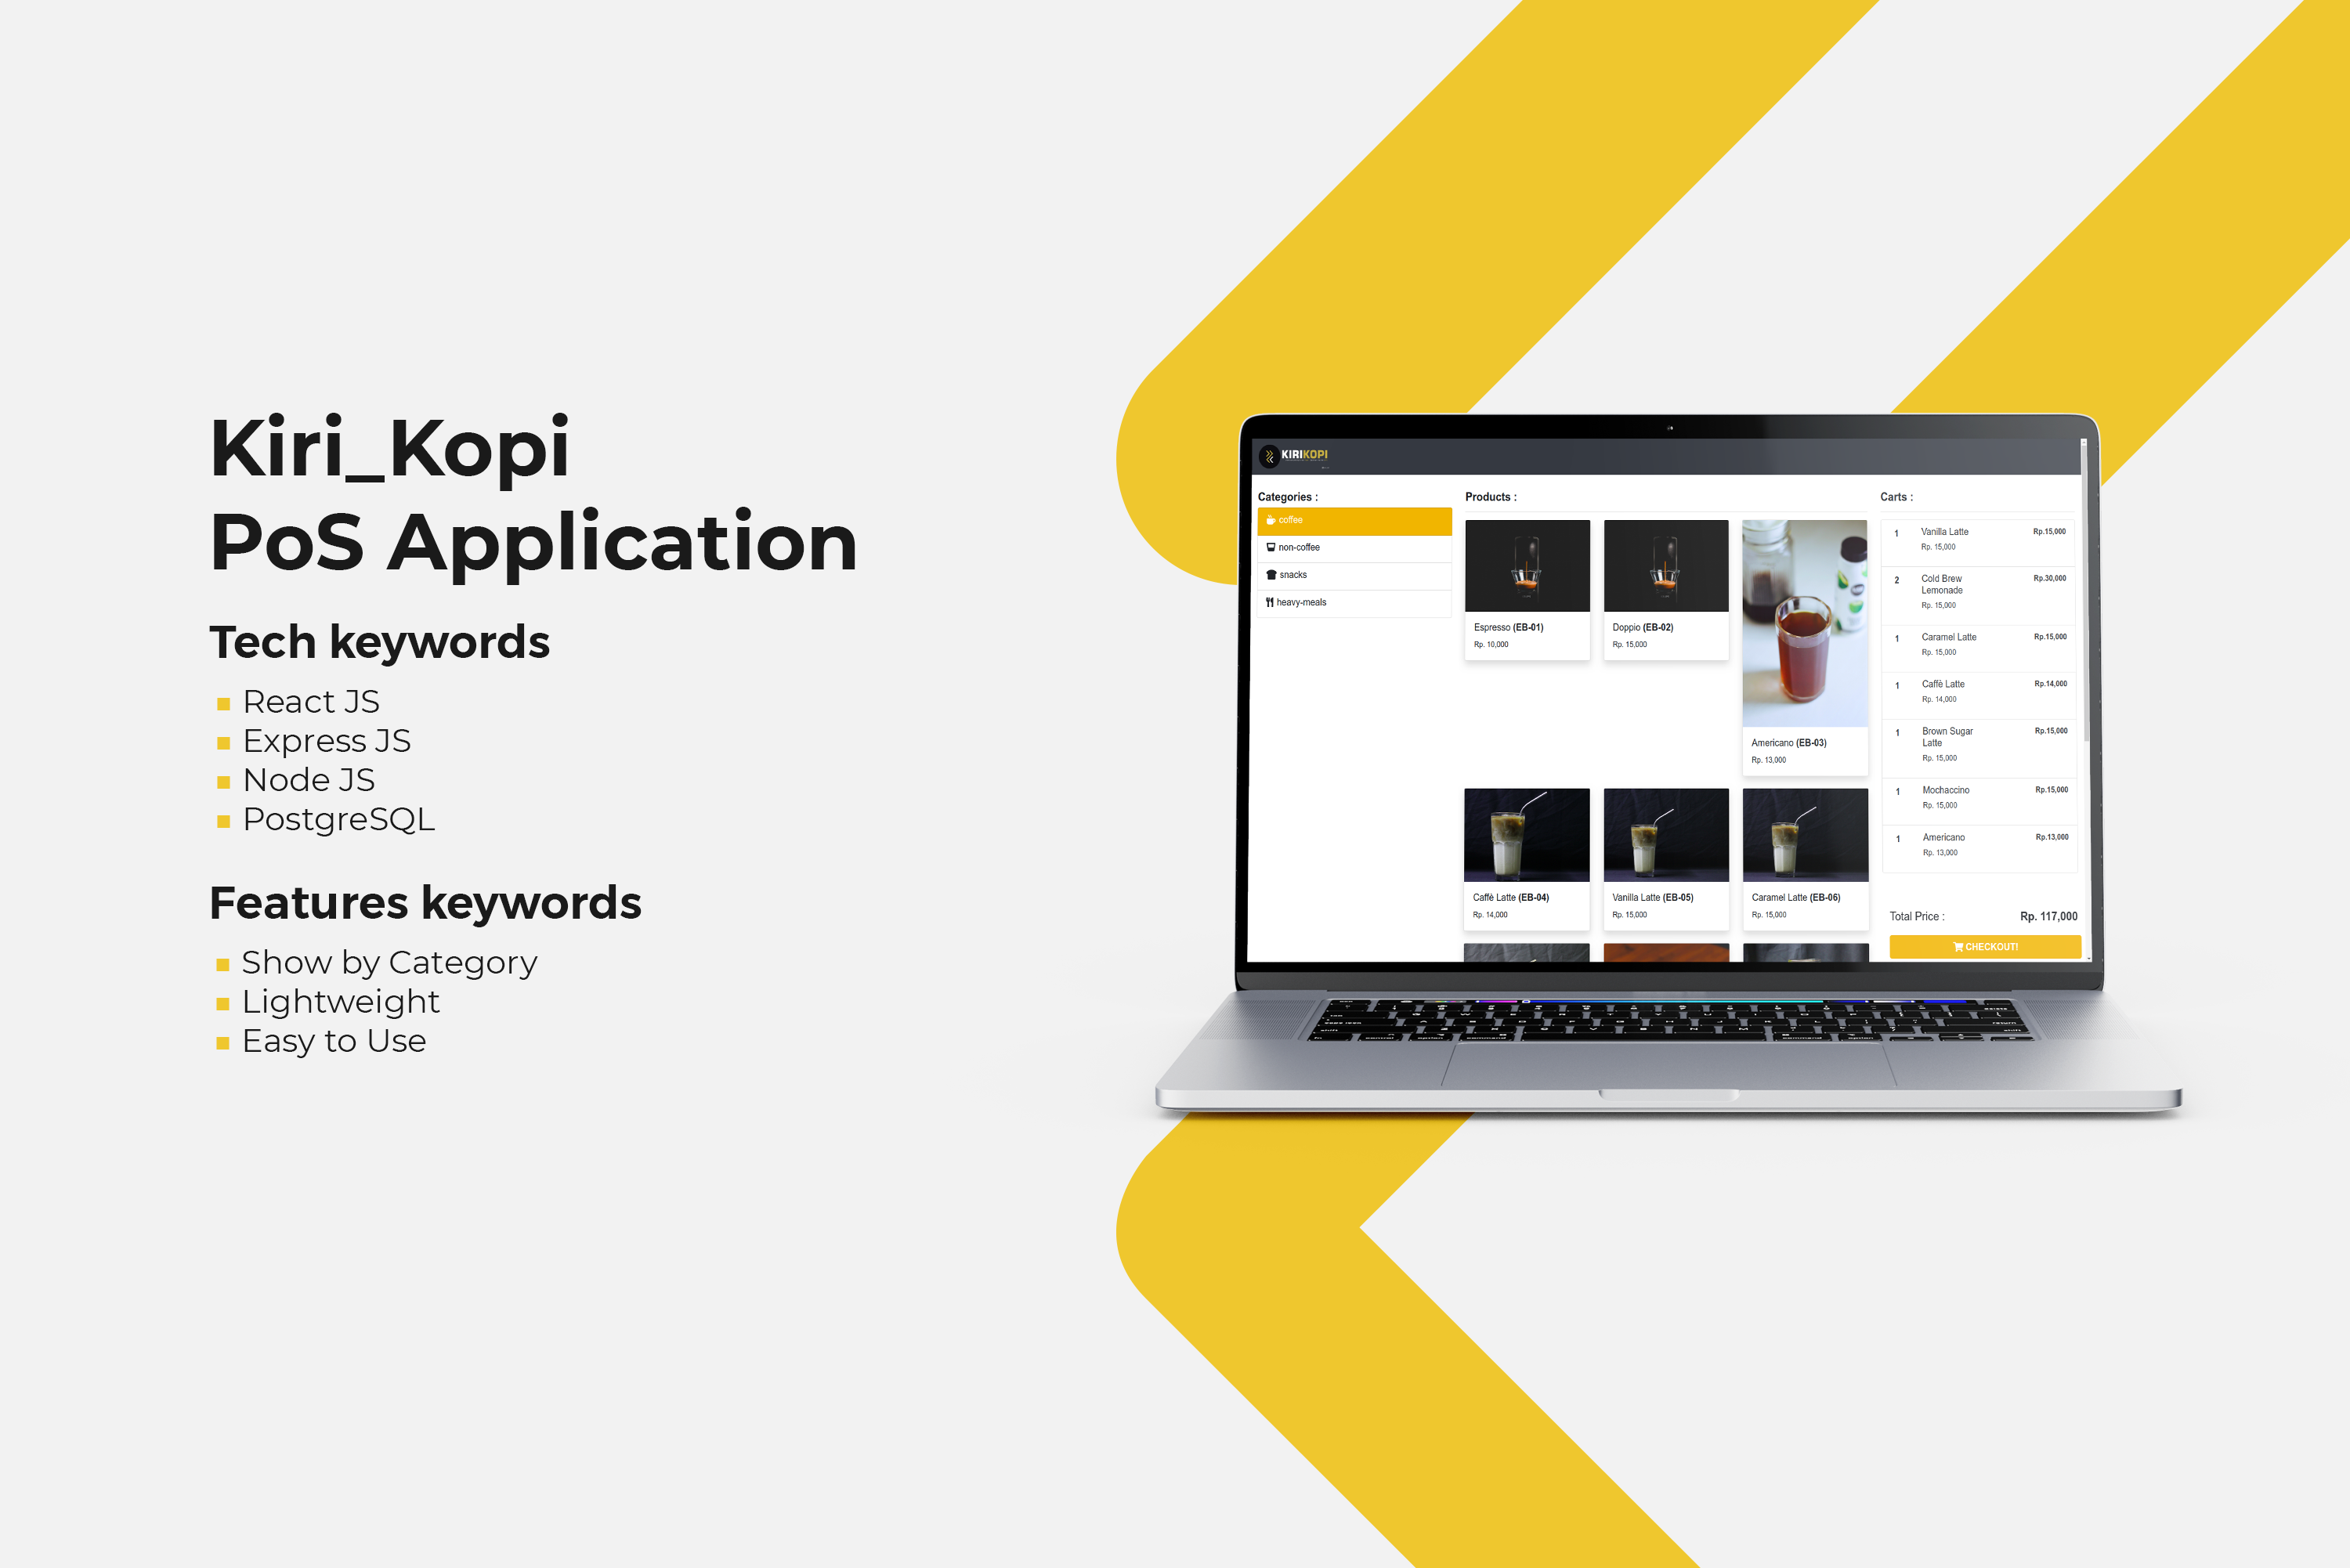 Kiri_Kopi
PoS Application
Tech keywords
React JS
Express JS
Node JS
PostgreSQL
Features keywords
Show by Category
Lightweight
Easy to Use
KIRIKOPI
Categories :
coffee
non-coffee
snacks
heavy-meals
Products :
Espresso (EB-01)
Rp. 10,000
Doppio (EB-02)
Rp. 15,000
Americano (EB-03)
Rp. 13,000
Caffè Latte (EB-04)
Rp. 14,000
Vanilla Latte (EB-05)
Rp. 15,000
Caramel Latte (EB-06)
Rp. 15,000
Carts :
1 Vanilla Latte Rp.15,000
Rp. 15,000
2 Cold Brew Rp.30,000
Lemonade
Rp. 15,000
1 Caramel Latte Rp.15,000
Rp. 15,000
1 Caffè Latte Rp.14,000
Rp. 14,000
1 Brown Sugar Rp.15,000
Latte
Rp. 15,000
1 Mochaccino Rp.15,000
Rp. 15,000
1 Americano Rp.13,000
Rp. 13,000
Total Price : Rp. 117,000
CHECKOUT!